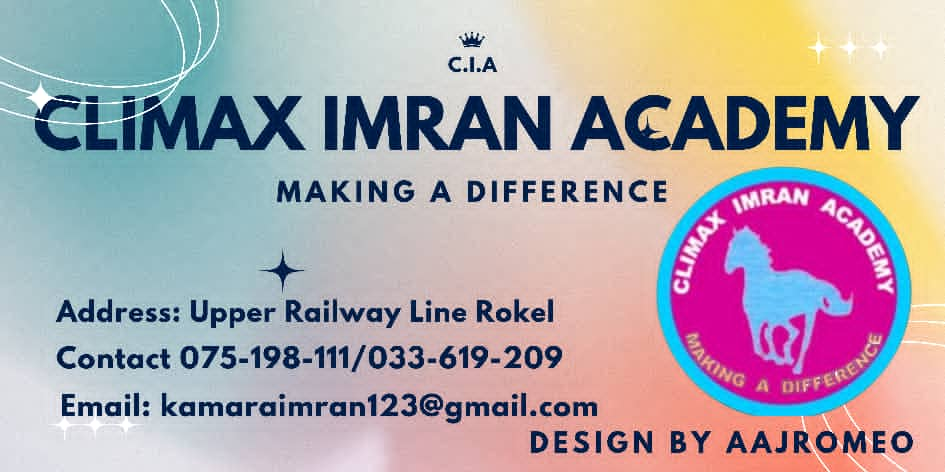 C.I.A
CLIMAX IMRAN ACADEMY
MAKING A DIFFERENCE
CLIMAX IMRAN ACADEMY
MAKING A DIFFERENCE
Address: Upper Railway Line Rokel
Contact 075-198-111/033-619-209
Email: kamaraimran123@gmail.com
DESIGN BY AAJROMEO